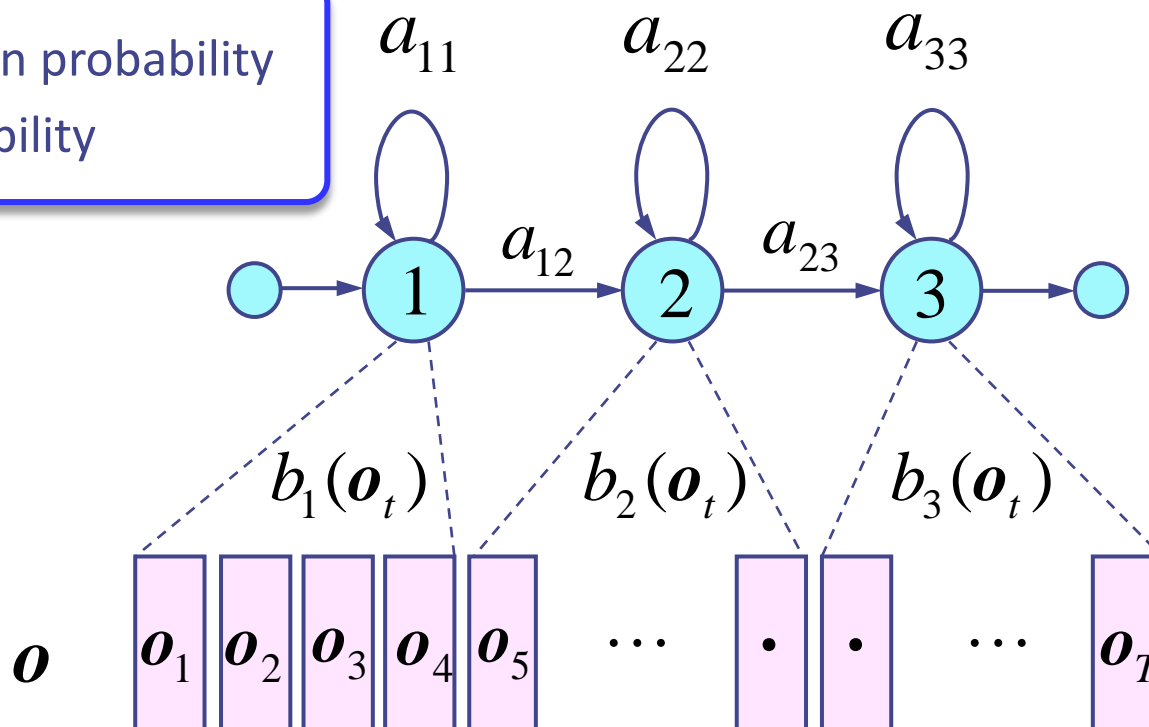 n probability
bility
a₁₁ a₂₂ a₃₃
a₁₂ a₂₃
1 2 3
b₁(oₜ) b₂(oₜ) b₃(oₜ)
o o₁ o₂ o₃ o₄ o₅ ⋯ · · ⋯ o_T